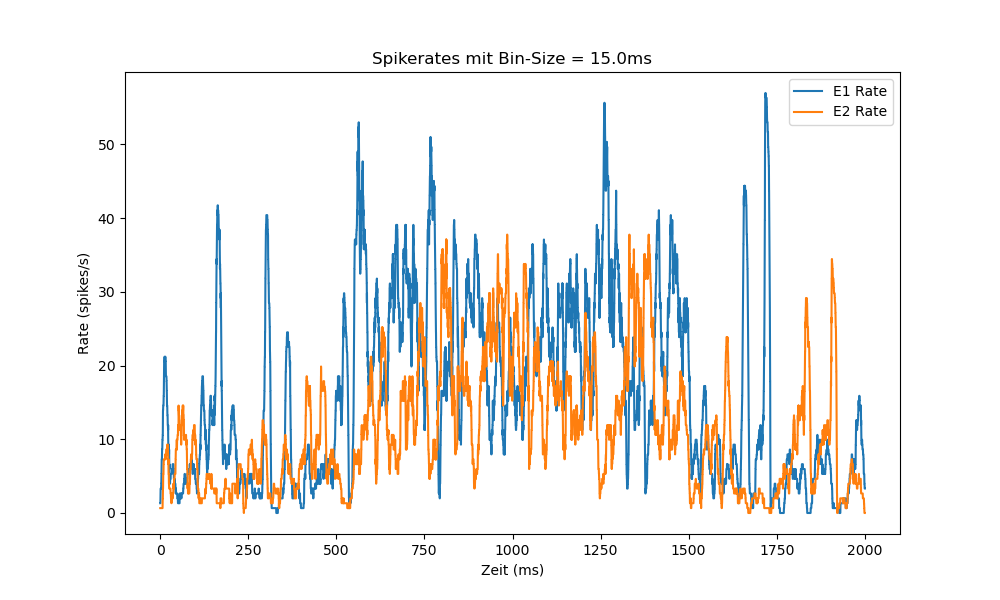 Spikerates mit Bin-Size = 15.0ms
E1 Rate
E2 Rate
50
40
30
20
10
0
Rate (spikes/s)
0 250 500 750 1000 1250 1500 1750 2000
Zeit (ms)